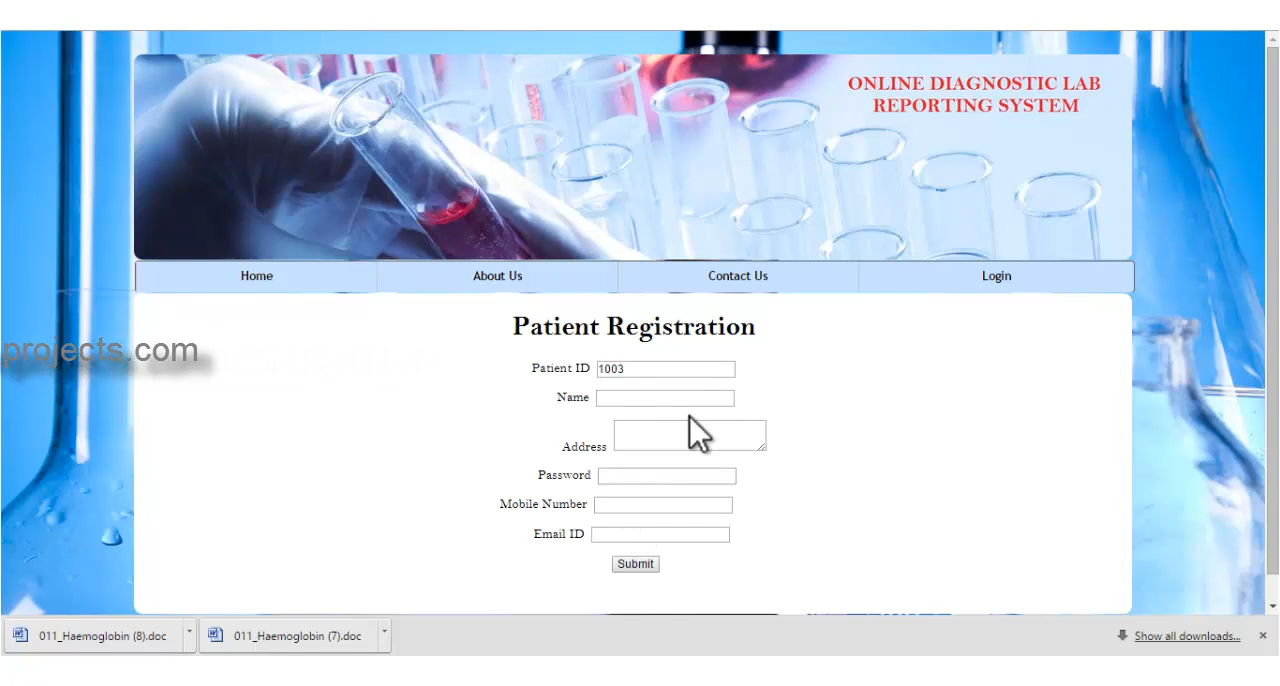 ONLINE DIAGNOSTIC LAB
REPORTING SYSTEM
Home About Us Contact Us Login
Patient Registration
projects.com
Patient ID 1003
Name
Address
Password
Mobile Number
Email ID
Submit
011_Haemoglobin (8).doc 011_Haemoglobin (7).doc Show all downloads...